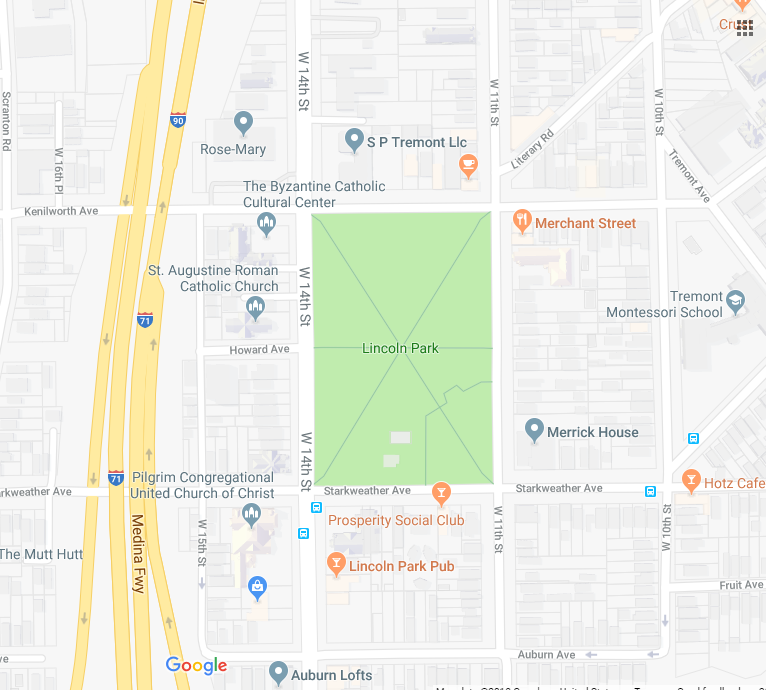 Cru
W 14th St
W 11th St
W 10th St
Scranton Rd
90
Rose-Mary
S P Tremont Llc
Literary Rd
W 16th Pl
Tremont Ave
The Byzantine Catholic
Cultural Center
Kenilworth Ave
Merchant Street
St. Augustine Roman
Catholic Church
W 14th St
Tremont
Montessori School
71
Howard Ave
Lincoln Park
Merrick House
W 14th St
71
Pilgrim Congregational
United Church of Christ
arkweather Ave
Starkweather Ave
Starkweather Ave
Hotz Cafe
Prosperity Social Club
W 15th St
Medina Fwy
W 11th St
W 10th St
The Mutt Hutt
Lincoln Park Pub
Fruit Ave
ve
Auburn Ave
Google
Auburn Lofts